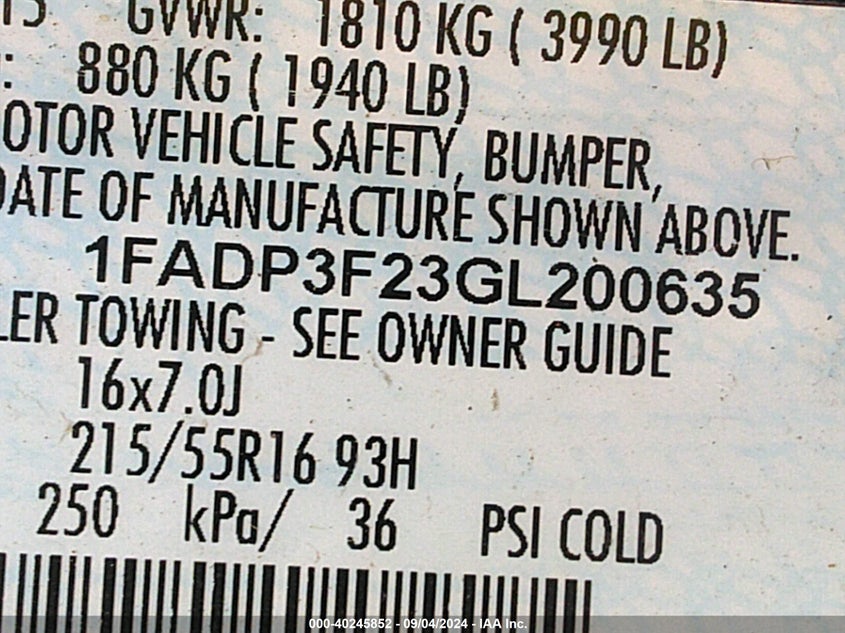 15 GVWR: 1810 KG ( 3990 LB)
: 880 KG ( 1940 LB)
OTOR VEHICLE SAFETY, BUMPER,
DATE OF MANUFACTURE SHOWN ABOVE.
1FADP3F23GL200635
LER TOWING - SEE OWNER GUIDE
16x7.0J
215/55R16 93H
250 kPa/ 36 PSI COLD
000-40245852 - 09/04/2024 - IAA Inc.